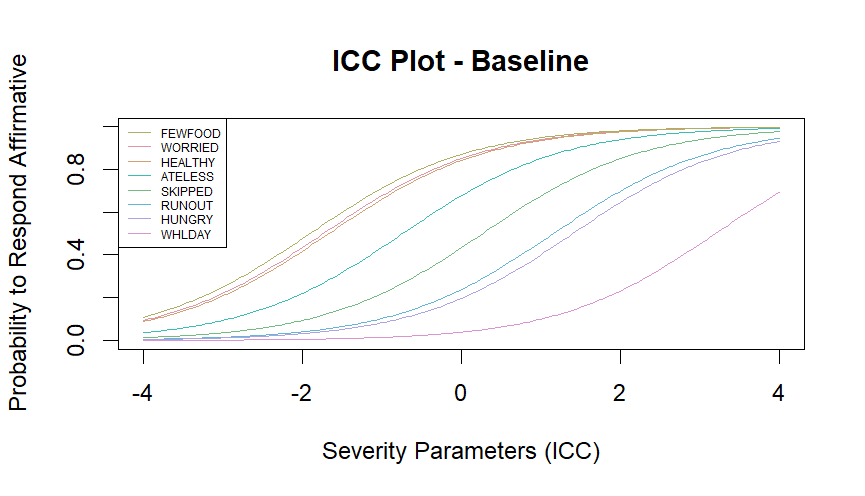 ICC Plot - Baseline
Probability to Respond Affirmative
0.8
0.4
0.0
FEWFOOD
WORRIED
HEALTHY
ATELESS
SKIPPED
RUNOUT
HUNGRY
WHLDAY
-4 -2 0 2 4
Severity Parameters (ICC)